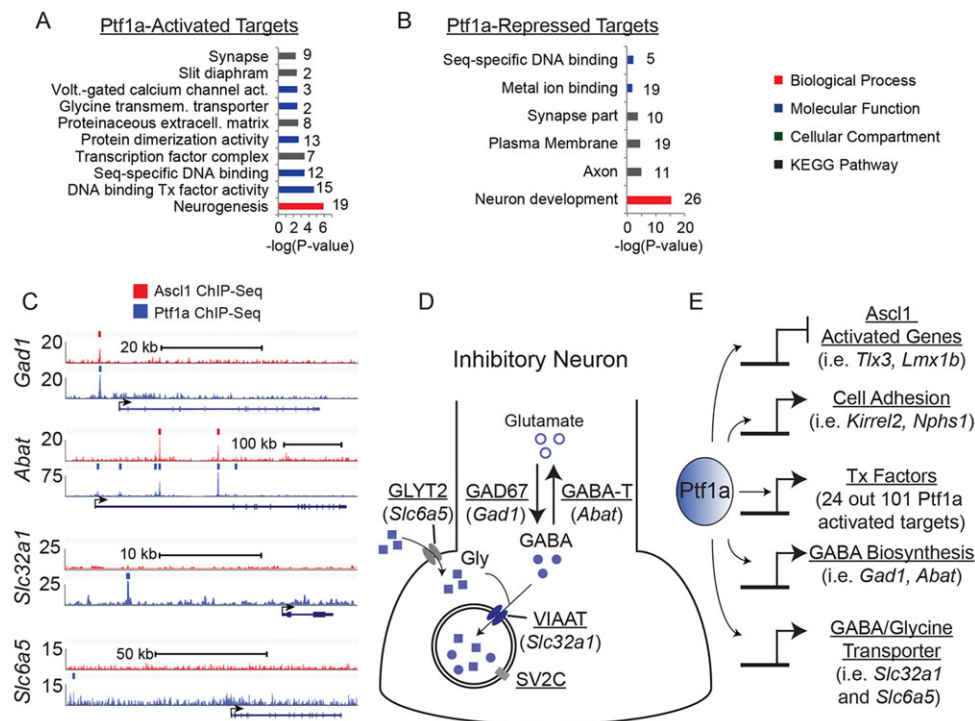 A
Ptf1a-Activated Targets
Synapse 9
Slit diaphram 2
Volt.-gated calcium channel act. 3
Glycine transmem. transporter 2
Proteinaceous extracell. matrix 8
Protein dimerization activity 13
Transcription factor complex 7
Seq-specific DNA binding 12
DNA binding Tx factor activity 15
Neurogenesis 19
0 2 4 6
-log(P-value)
B
Ptf1a-Repressed Targets
Seq-specific DNA binding 5
Metal ion binding 19
Synapse part 10
Plasma Membrane 19
Axon 11
Neuron development 26
0 10 20
-log(P-value)
Biological Process
Molecular Function
Cellular Compartment
KEGG Pathway
C
Ascl1 ChIP-Seq
Ptf1a ChIP-Seq
Gad1
20
20 kb
20
Abat
20
100 kb
75
Slc32a1
25
10 kb
25
Slc6a5
15
50 kb
15
D
Inhibitory Neuron
Glutamate
GLYT2
(Slc6a5)
GAD67
(Gad1)
GABA-T
(Abat)
GABA
Gly
VIAAT
(Slc32a1)
SV2C
E
Ptf1a
Ascl1
Activated Genes
(i.e. Tlx3, Lmx1b)
Cell Adhesion
(i.e. Kirrel2, Nphs1)
Tx Factors
(24 out 101 Ptf1a
activated targets)
GABA Biosynthesis
(i.e. Gad1, Abat)
GABA/Glycine
Transporter
(i.e. Slc32a1
and Slc6a5)